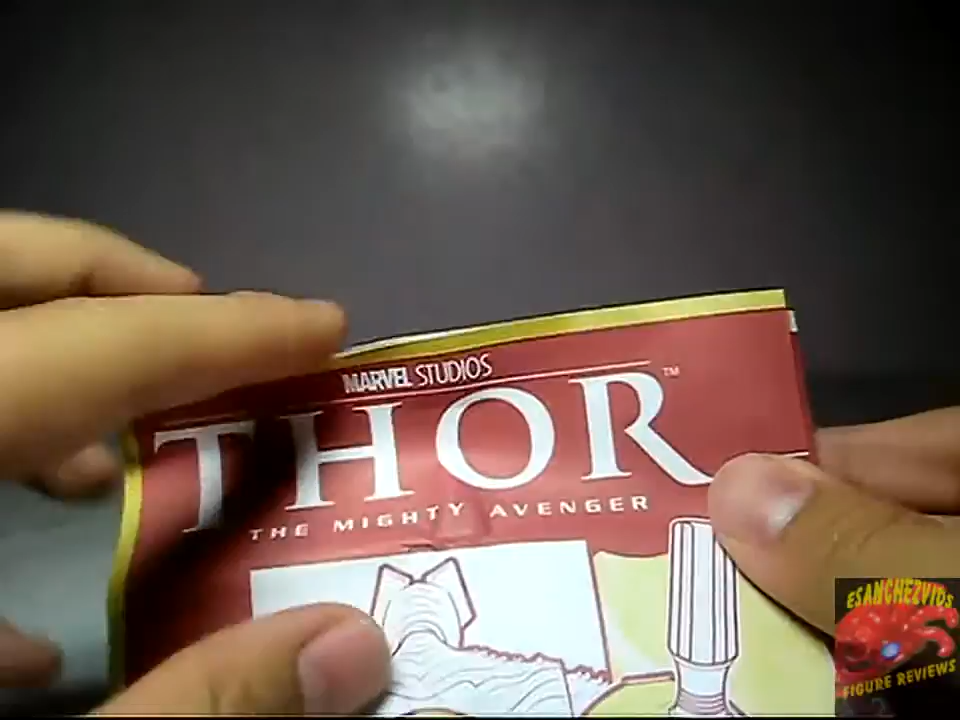 MARVEL STUDIOS
THOR™
THE MIGHTY AVENGER
ESANCHEZVIDS
FIGURE REVIEWS